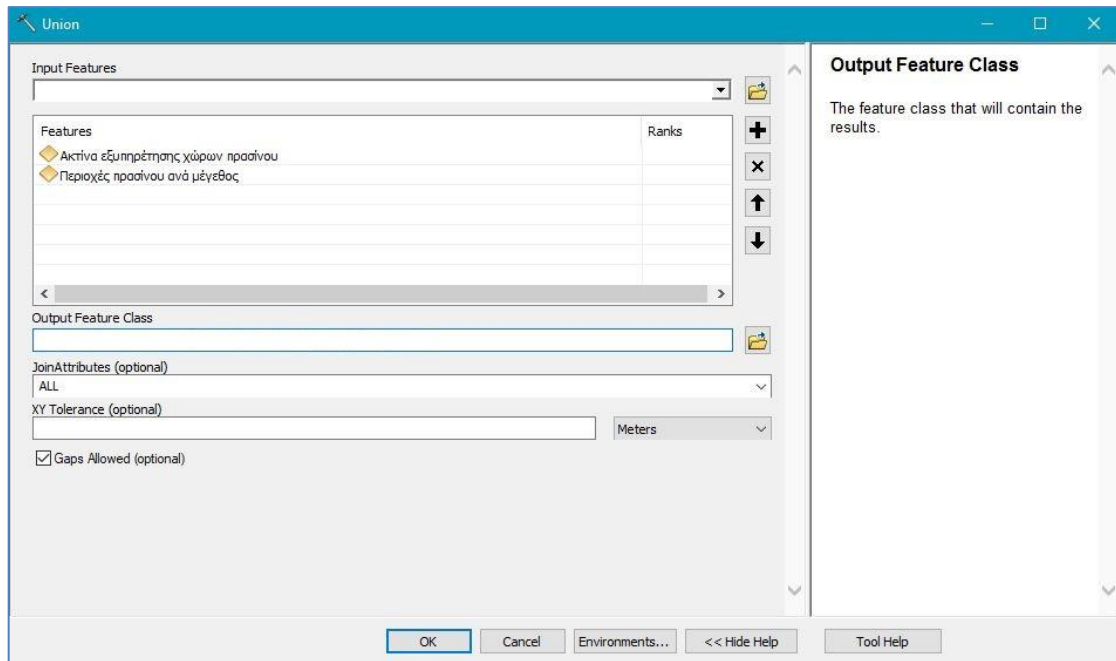 Union
Input Features
Features Ranks
Ακτίνα εξυπηρέτησης χώρων πρασίνου
Περιοχές πρασίνου ανά μέγεθος
Output Feature Class
JoinAttributes (optional)
ALL
XY Tolerance (optional)
Meters
Gaps Allowed (optional)
Output Feature Class
The feature class that will contain the
results.
OK Cancel Environments... << Hide Help Tool Help